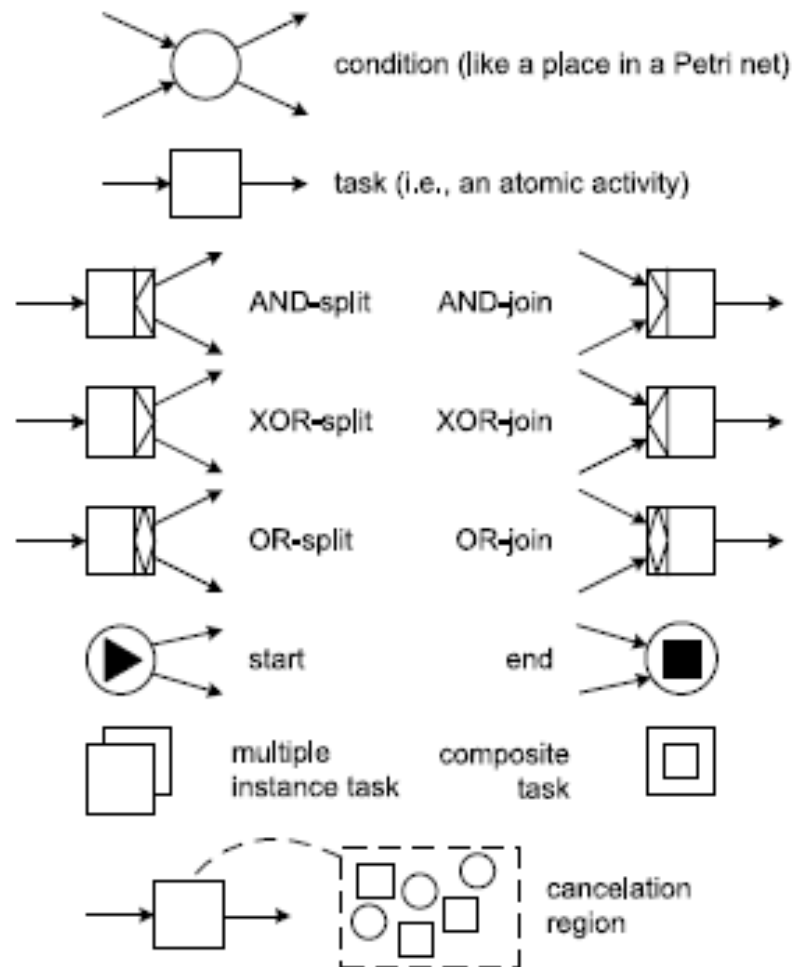 condition (like a place in a Petri net)
task (i.e., an atomic activity)
AND-split
AND-join
XOR-split
XOR-join
OR-split
OR-join
start
end
multiple
instance task
composite
task
cancelation
region